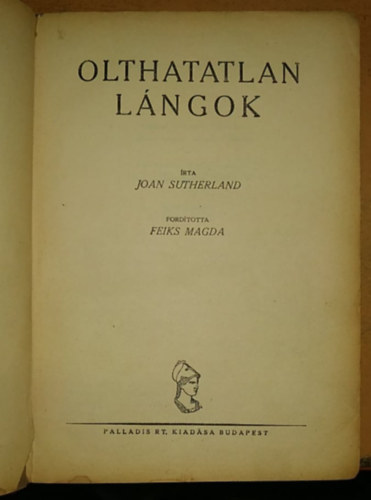 OLTHATATLAN
LÁNGOK
ÍRTA
JOAN SUTHERLAND
FORDÍTOTTA
FEIKS MAGDA
PALLADIS RT. KIADÁSA BUDAPEST